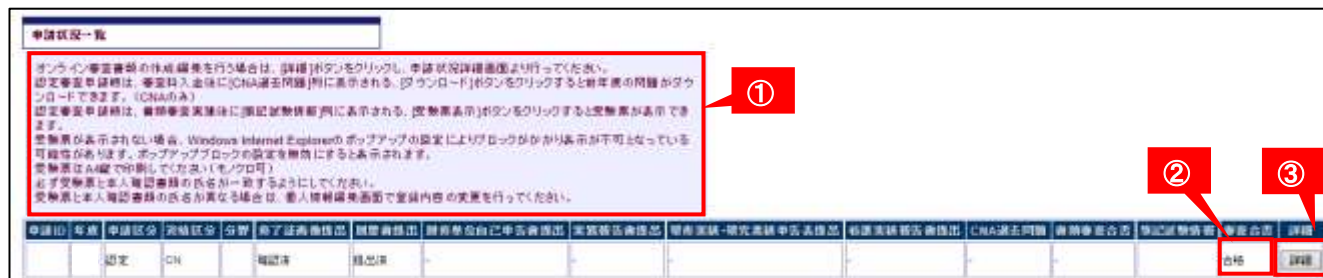 申請状況一覧
オンライン審査書類の作成・編集を行う場合は、[詳細]ボタンをクリックし、申請状況詳細画面より行ってください。
認定審査申請時は、審査料入金後に[CNA過去問題]列に表示される、[ダウンロード]ボタンをクリックすると前年度の問題がダウ
ンロードできます。(CNAのみ)
認定審査申請時は、書類審査実施後に[筆記試験情報]列に表示される、[受験票表示]ボタンをクリックすると受験票が表示でき
ます。
受験票が表示されない場合、Windows Internet Explorerの ポップアップの設定によりブロックがかかり表示が不可となっている
可能性があります。ポップアップブロックの設定を無効にすると表示されます。
受験票はA4縦で印刷してください(モノクロ可)
必ず受験票と本人確認書類の氏名が一致するようにしてください。
受験票と本人確認書類の氏名が異なる場合は、個人情報編集画面で登録内容の変更を行ってください。
①
② ③
申請ID 年度 申請区分 資格区分 分野 修了証画像提出 履歴書提出 研修参加自己申告書提出 実績報告書提出 CNA過去問題 書類審査合否 筆記試験情報 審査合否 詳細
認定 CN - 確認済 提出済 - - - - - - 合格 詳細